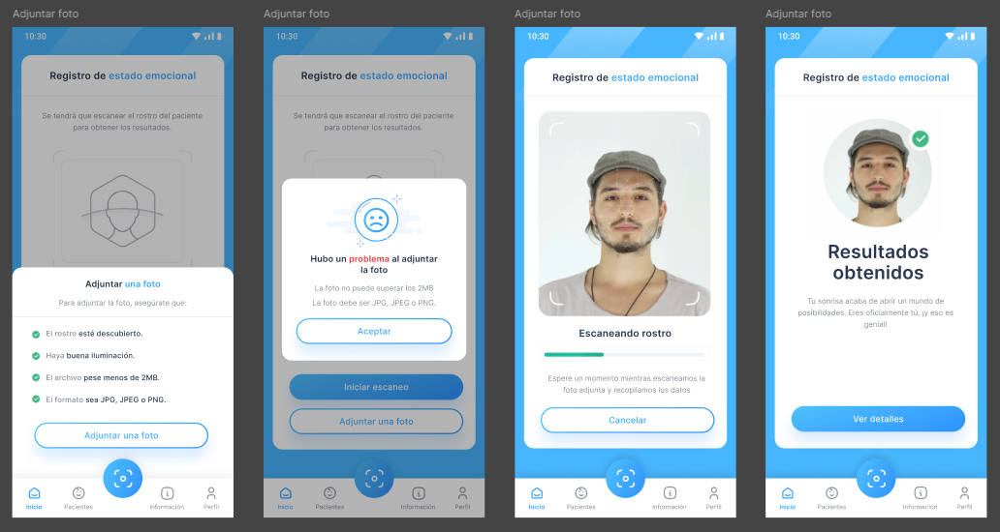 Adjuntar foto
10:30
Registro de estado emocional
Se tendrá que escanear el rostro del paciente
para obtener los resultados.
Adjuntar una foto
Para adjuntar la foto, asegúrate que:
El rostro esté descubierto.
Haya buena iluminación.
El archivo pese menos de 2MB.
El formato sea JPG, JPEG o PNG.
Adjuntar una foto
Inicio
Pacientes
Información
Perfil
Adjuntar foto
10:30
Registro de estado emocional
Se tendrá que escanear el rostro del paciente
para obtener los resultados.
Hubo un problema al adjuntar
la foto
La foto no puede superar los 2MB
La foto debe ser JPG, JPEG o PNG.
Aceptar
Iniciar escaneo
Adjuntar una foto
Inicio
Pacientes
Información
Perfil
Adjuntar foto
10:30
Registro de estado emocional
Escaneando rostro
Espere un momento mientras escaneamos la
foto adjunta y recopilamos los datos
Cancelar
Inicio
Pacientes
Información
Perfil
Adjuntar foto
10:30
Registro de estado emocional
Resultados
obtenidos
Tu sonrisa acaba de abrir un mundo de
posibilidades. Eres oficialmente tú, ¡y eso es
genial!
Ver detalles
Inicio
Pacientes
Información
Perfil